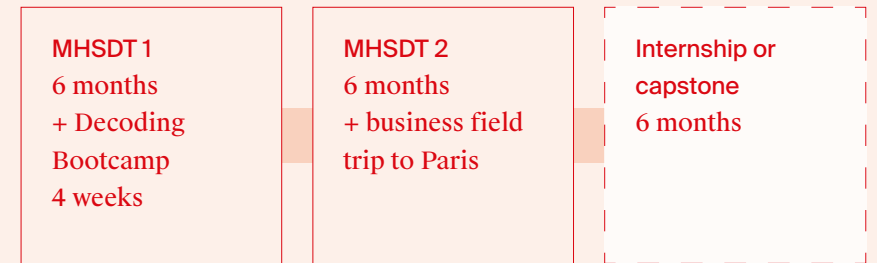 MHSDT 1
6 months
+ Decoding
Bootcamp
4 weeks
MHSDT 2
6 months
+ business field
trip to Paris
Internship or
capstone
6 months